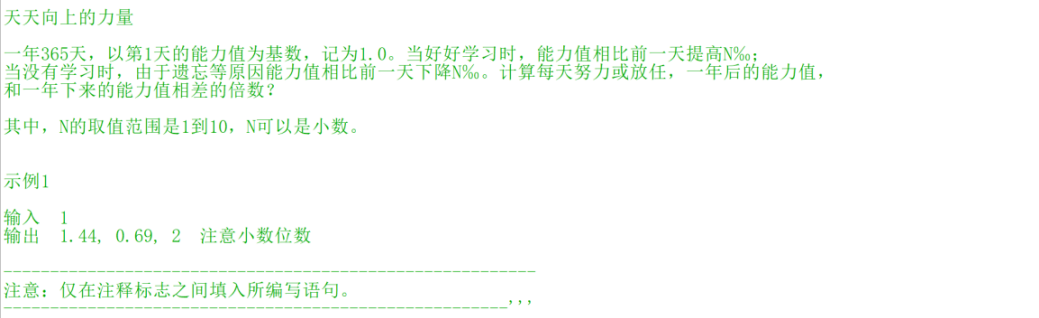 天天向上的力量
一年365天，以第1天的能力值为基数，记为1.0。当好好学习时，能力值相比前一天提高N‰；
当没有学习时，由于遗忘等原因能力值相比前一天下降N‰。计算每天努力或放任，一年后的能力值，
和一年下来的能力值相差的倍数？
其中，N的取值范围是1到10，N可以是小数。
示例1
输入  1
输出  1.44, 0.69, 2  注意小数位数
---------------------------------------------------------
注意：仅在注释标志之间填入所编写语句。
------------------------------------------------------'''